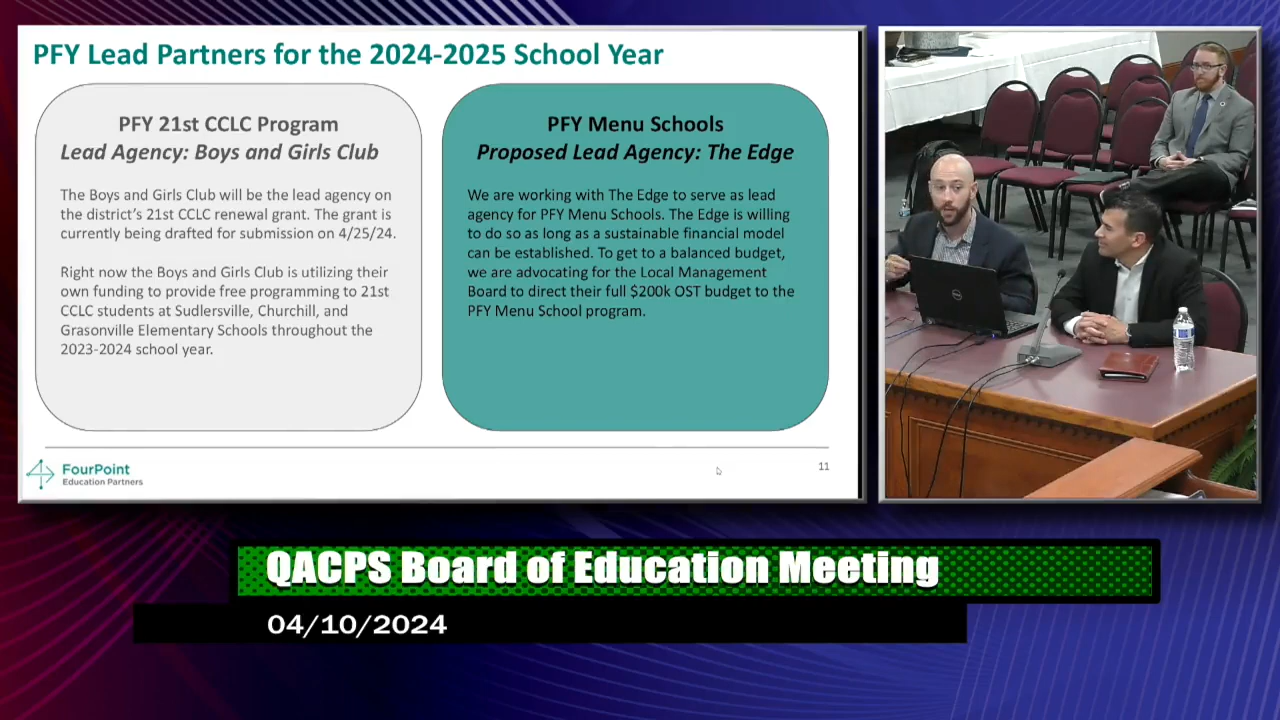 PFY Lead Partners for the 2024-2025 School Year
PFY 21st CCLC Program
Lead Agency: Boys and Girls Club
The Boys and Girls Club will be the lead agency on
the district's 21st CCLC renewal grant. The grant is
currently being drafted for submission on 4/25/24.
Right now the Boys and Girls Club is utilizing their
own funding to provide free programming to 21st
CCLC students at Sudlersville, Churchill, and
Grasonville Elementary Schools throughout the
2023-2024 school year.
PFY Menu Schools
Proposed Lead Agency: The Edge
We are working with The Edge to serve as lead
agency for PFY Menu Schools. The Edge is willing
to do so as long as a sustainable financial model
can be established. To get to a balanced budget,
we are advocating for the Local Management
Board to direct their full $200k OST budget to the
PFY Menu School program.
FourPoint
Education Partners
11
DELL
QACPS Board of Education Meeting
04/10/2024